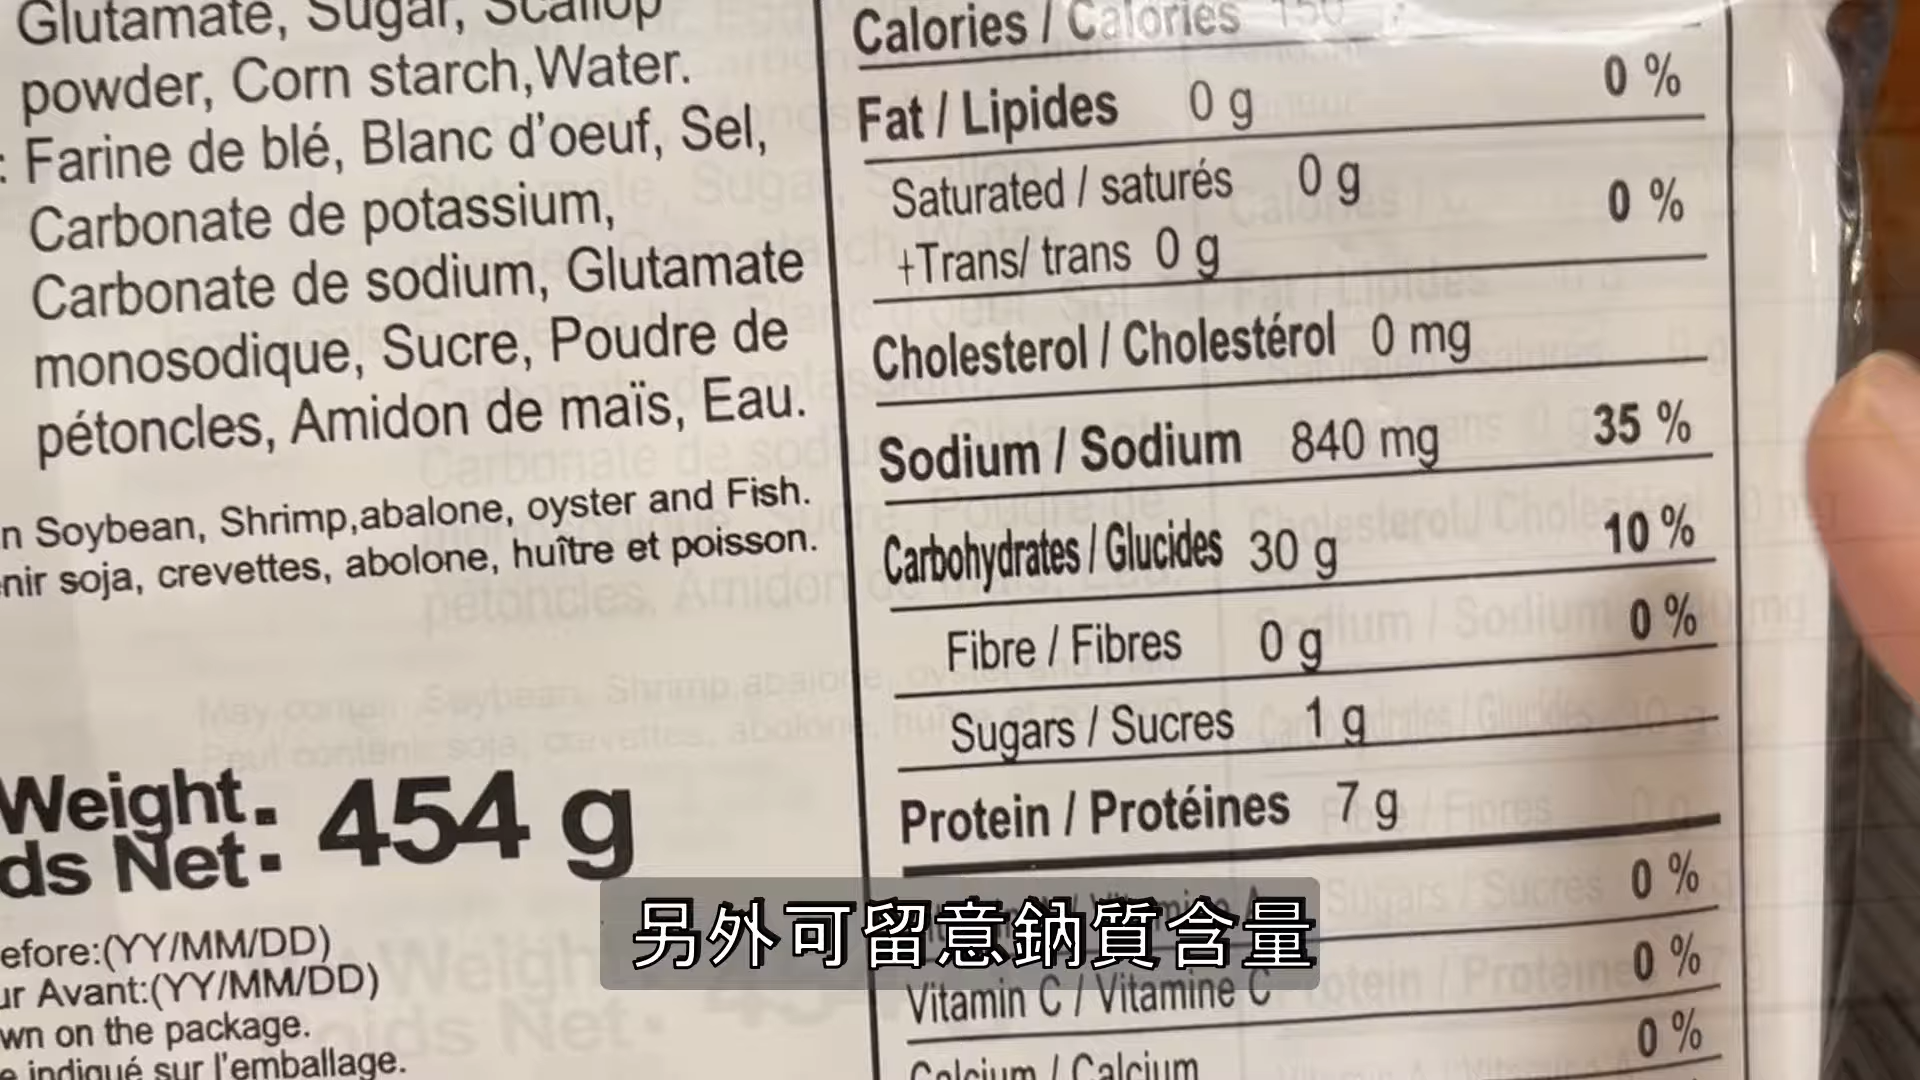 Glutamate, Sugar, Scallop
powder, Corn starch,Water.
: Farine de blé, Blanc d'oeuf, Sel,
Carbonate de potassium,
Carbonate de sodium, Glutamate
monosodique, Sucre, Poudre de
pétoncles, Amidon de maïs, Eau.
n Soybean, Shrimp,abalone, oyster and Fish.
nir soja, crevettes, abolone, huître et poisson.
Weight:
ds Net: 454 g
efore:(YY/MM/DD)
ur Avant:(YY/MM/DD)
wn on the package.
e indiqué sur l'emballage.
Calories / Calories 150
Fat / Lipides 0 g 0 %
Saturated / saturés 0 g
+Trans/ trans 0 g 0 %
Cholesterol / Cholestérol 0 mg
Sodium / Sodium 840 mg 35 %
Carbohydrates / Glucides 30 g 10 %
Fibre / Fibres 0 g 0 %
Sugars / Sucres 1 g
Protein / Protéines 7 g
0 %
Vitamin C / Vitamine C 0 %
Calcium / Calcium 0 %
另外可留意鈉質含量